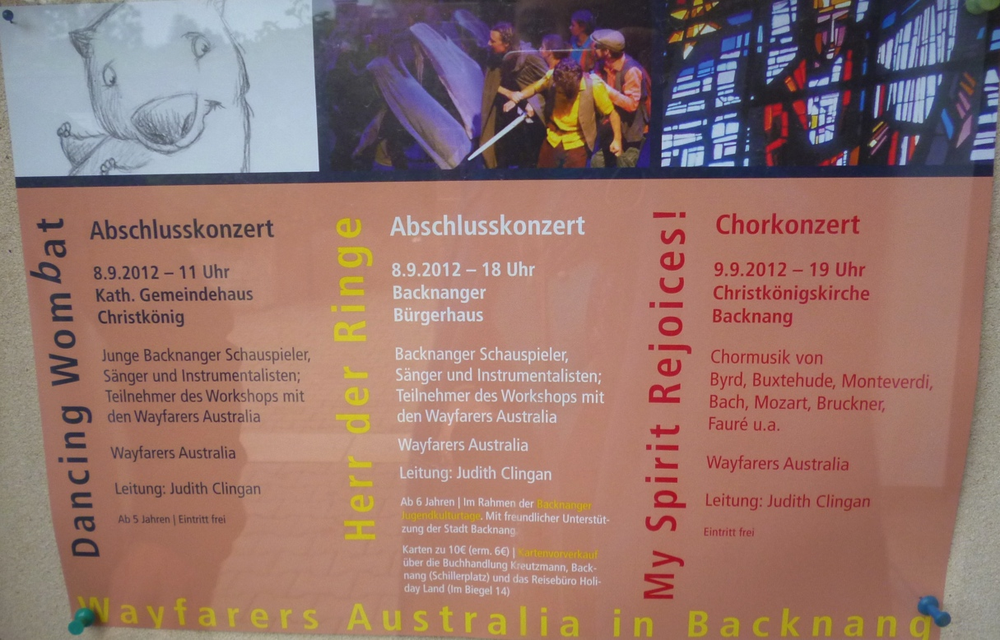 Dancing Wombat
Abschlusskonzert
8.9.2012 – 11 Uhr
Kath. Gemeindehaus
Christkönig
Junge Backnanger Schauspieler,
Sänger und Instrumentalisten;
Teilnehmer des Workshops mit
den Wayfarers Australia
Wayfarers Australia
Leitung: Judith Clingan
Ab 5 Jahren | Eintritt frei
Herr der Ringe
Abschlusskonzert
8.9.2012 – 18 Uhr
Backnanger
Bürgerhaus
Backnanger Schauspieler,
Sänger und Instrumentalisten;
Teilnehmer des Workshops mit
den Wayfarers Australia
Wayfarers Australia
Leitung: Judith Clingan
Ab 6 Jahren | Im Rahmen der Backnanger
Jugendkulturtage. Mit freundlicher Unterstüt-
zung der Stadt Backnang.
Karten zu 10€ (erm. 6€) | Kartenvorverkauf
über die Buchhandlung Kreutzmann, Back-
nang (Schillerplatz) und das Reisebüro Holi-
day Land (Im Biegel 14)
My Spirit Rejoices!
Chorkonzert
9.9.2012 – 19 Uhr
Christkönigskirche
Backnang
Chormusik von
Byrd, Buxtehude, Monteverdi,
Bach, Mozart, Bruckner,
Fauré u.a.
Wayfarers Australia
Leitung: Judith Clingan
Eintritt frei
Wayfarers Australia in Backnang